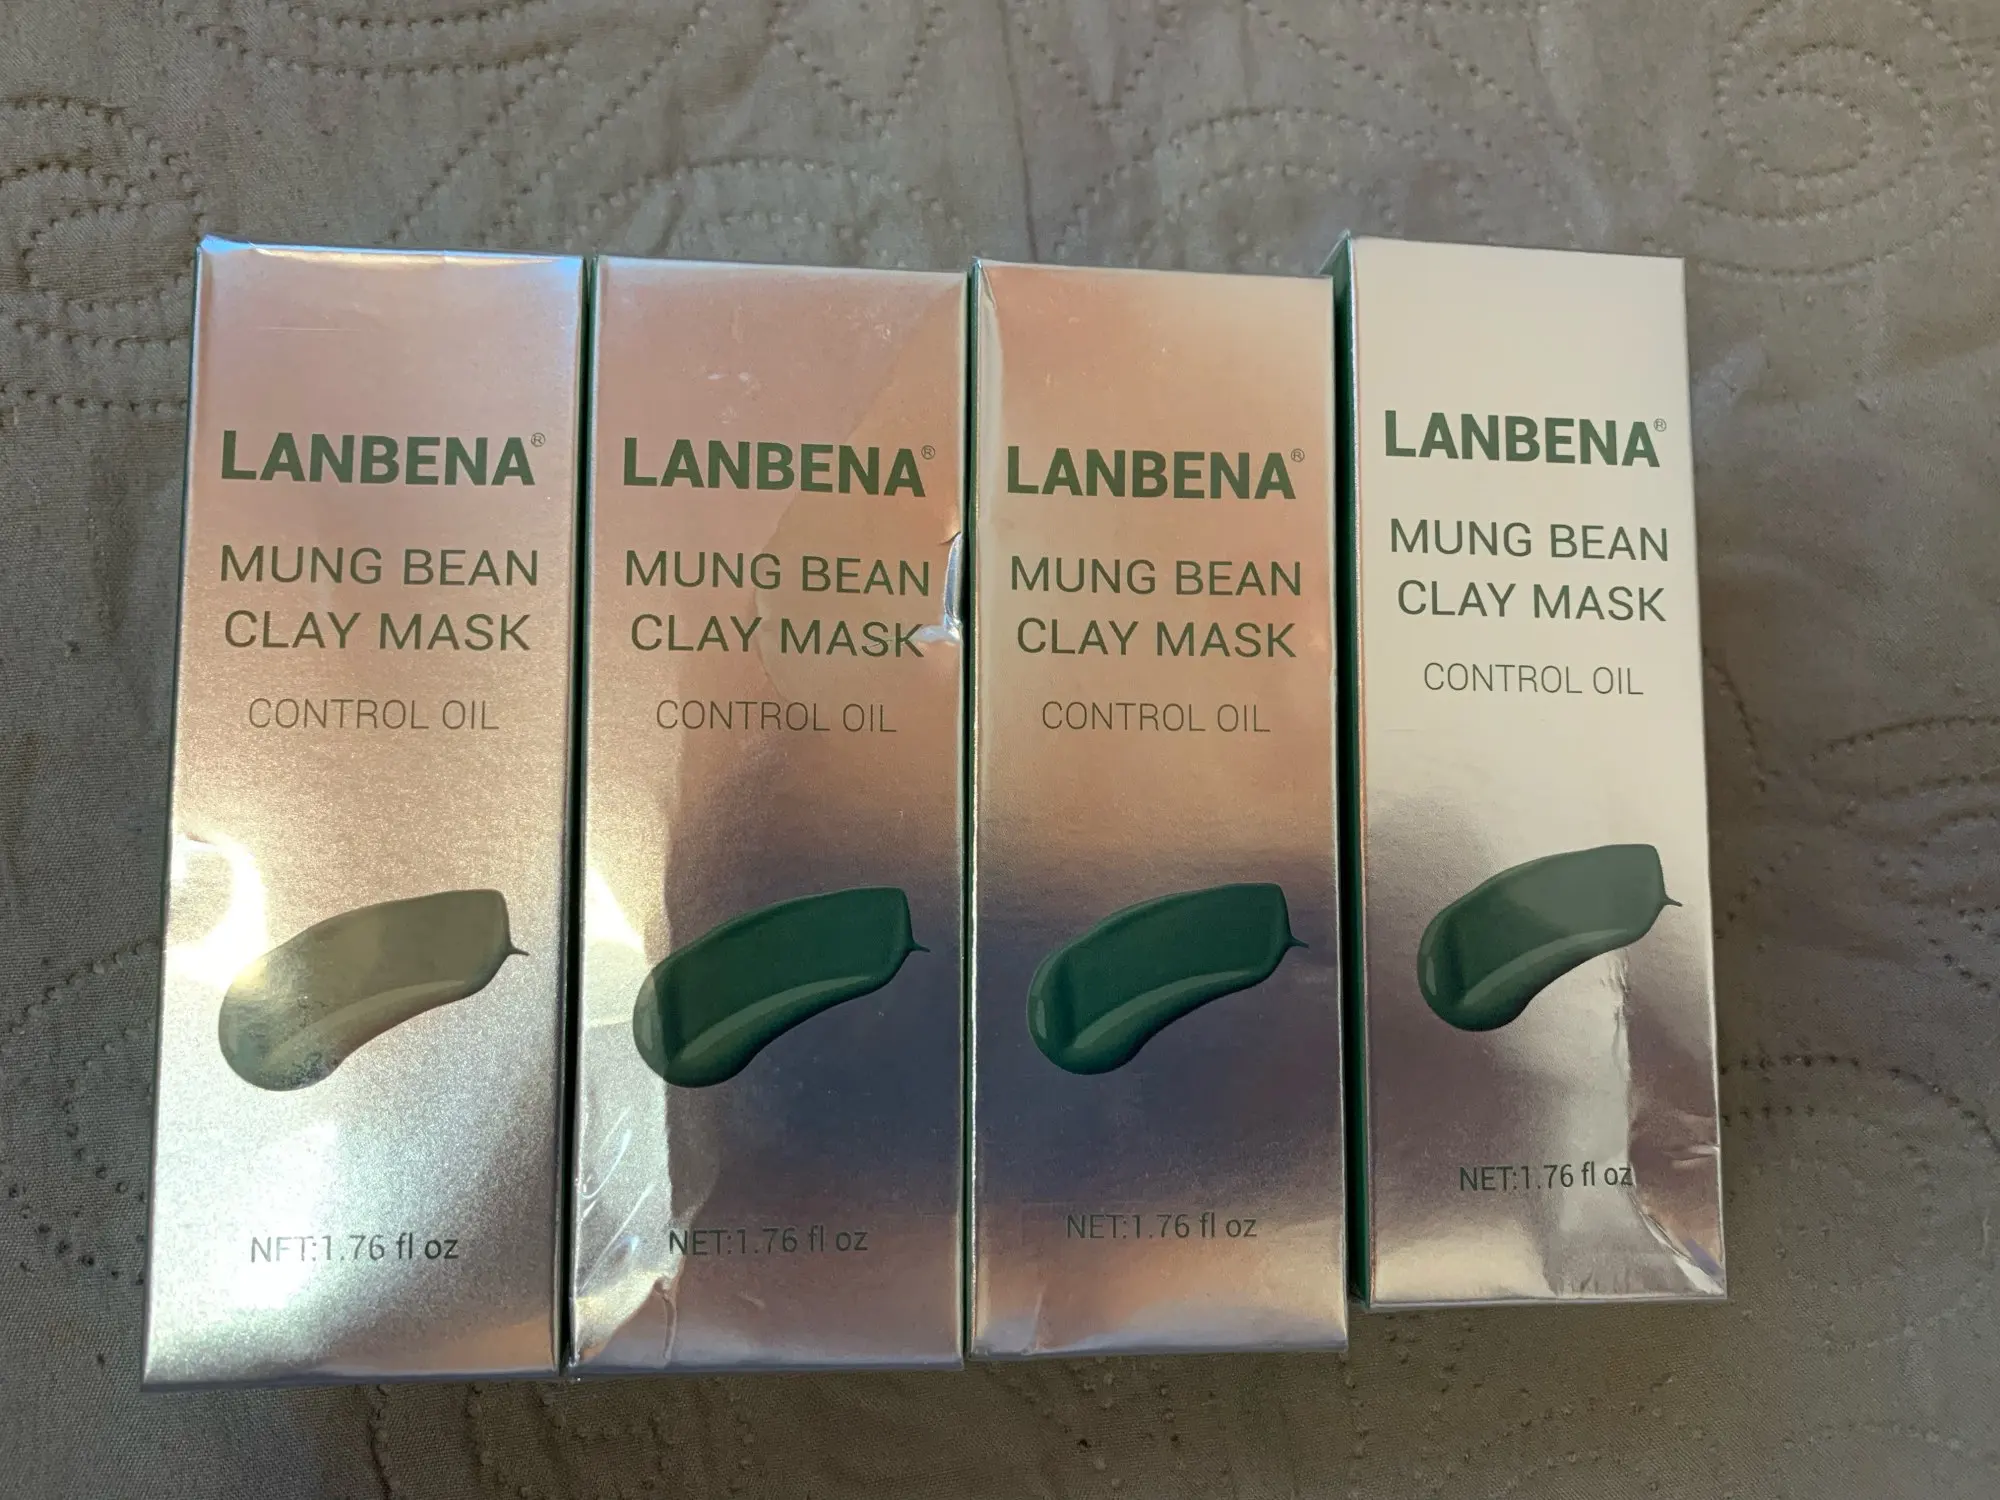 LANBENA®
MUNG BEAN
CLAY MASK
CONTROL OIL
NET:1.76 fl oz
LANBENA®
MUNG BEAN
CLAY MASK
CONTROL OIL
NET:1.76 fl oz
LANBENA®
MUNG BEAN
CLAY MASK
CONTROL OIL
NET:1.76 fl oz
LANBENA®
MUNG BEAN
CLAY MASK
CONTROL OIL
NET:1.76 fl oz